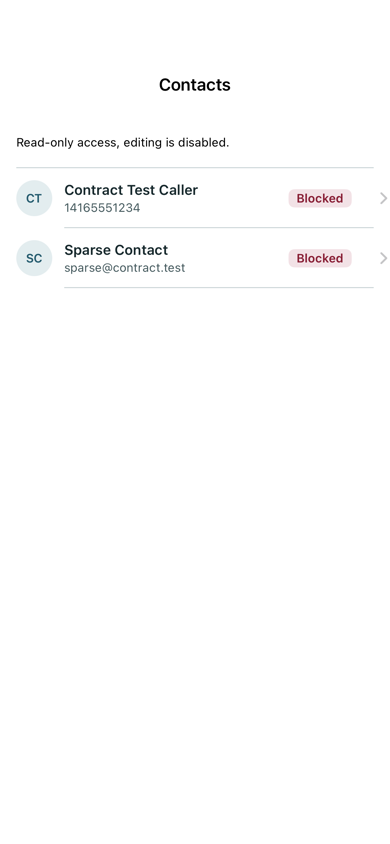 Contacts
Read-only access, editing is disabled.
CT
Contract Test Caller
14165551234
Blocked
SC
Sparse Contact
sparse@contract.test
Blocked